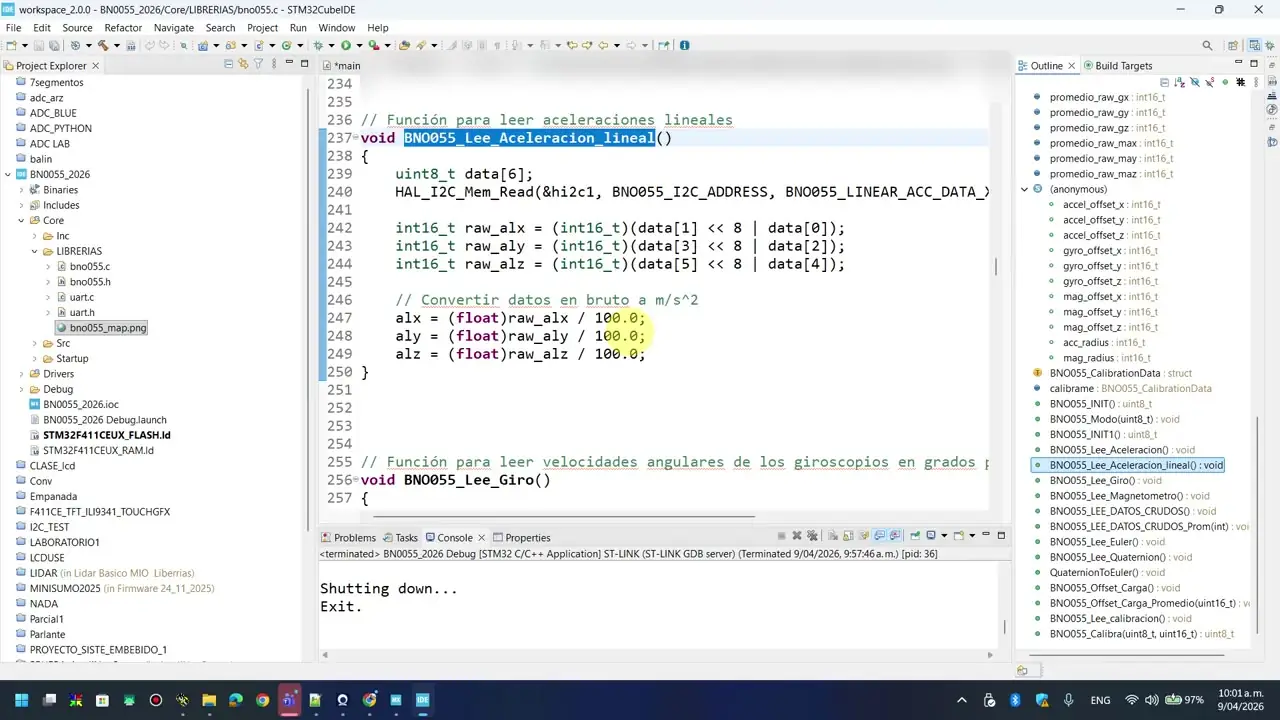 workspace_2.0.0 - BN0055_2026/Core/LIBRERIAS/bno055.c - STM32CubeIDE
File Edit Source Refactor Navigate Search Project Run Window Help
Project Explorer
7segmentos
adc_arz
ADC_BLUE
ADC_PYTHON
ADC LAB
balin
BN0055_2026
Binaries
Includes
Core
Inc
LIBRERIAS
bno055.c
bno055.h
uart.c
uart.h
bno055_map.png
Src
Startup
Drivers
Debug
BN0055_2026.ioc
BN0055_2026 Debug.launch
STM32F411CEUX_FLASH.ld
STM32F411CEUX_RAM.ld
CLASE_lcd
Conv
Empanada
F411CE_TFT_ILI9341_TOUCHGFX
I2C_TEST
LABORATORIO1
LCDUSE
LIDAR (in Lidar Basico MIO Liberrias)
MINISUMO2025 (in Firmware 24_11_2025)
NADA
Parcial1
Parlante
PROYECTO_SISTE_EMBEBIDO_1
*main
234
235
236 // Función para leer aceleraciones lineales
237 void BNO055_Lee_Aceleracion_lineal()
238 {
239 uint8_t data[6];
240 HAL_I2C_Mem_Read(&hi2c1, BNO055_I2C_ADDRESS, BNO055_LINEAR_ACC_DATA_X
241
242 int16_t raw_alx = (int16_t)(data[1] << 8 | data[0]);
243 int16_t raw_aly = (int16_t)(data[3] << 8 | data[2]);
244 int16_t raw_alz = (int16_t)(data[5] << 8 | data[4]);
245
246 // Convertir datos en bruto a m/s^2
247 alx = (float)raw_alx / 100.0;
248 aly = (float)raw_aly / 100.0;
249 alz = (float)raw_alz / 100.0;
250 }
251
252
253
254
255 // Función para leer velocidades angulares de los giroscopios en grados p
256 void BNO055_Lee_Giro()
257 {
Problems Tasks Console Properties
<terminated> BN0055_2026 Debug [STM32 C/C++ Application] ST-LINK (ST-LINK GDB server) (Terminated 9/04/2026, 9:57:46 a. m.) [pid: 36]
Shutting down...
Exit.
Outline Build Targets
promedio_raw_gx : int16_t
promedio_raw_gy : int16_t
promedio_raw_gz : int16_t
promedio_raw_max : int16_t
promedio_raw_may : int16_t
promedio_raw_maz : int16_t
(anonymous)
accel_offset_x : int16_t
accel_offset_y : int16_t
accel_offset_z : int16_t
gyro_offset_x : int16_t
gyro_offset_y : int16_t
gyro_offset_z : int16_t
mag_offset_x : int16_t
mag_offset_y : int16_t
mag_offset_z : int16_t
acc_radius : int16_t
mag_radius : int16_t
BNO055_CalibrationData : struct
calibrame : BNO055_CalibrationData
BNO055_INIT() : uint8_t
BNO055_Modo(uint8_t) : void
BNO055_INIT1() : uint8_t
BNO055_Lee_Aceleracion() : void
BNO055_Lee_Aceleracion_lineal() : void
BNO055_Lee_Giro() : void
BNO055_Lee_Magnetometro() : void
BNO055_LEE_DATOS_CRUDOS() : void
BNO055_LEE_DATOS_CRUDOS_Prom(int) : vo
BNO055_Lee_Euler() : void
BNO055_Lee_Quaternion() : void
QuaternionToEuler() : void
BNO055_Offset_Carga() : void
BNO055_Offset_Carga_Promedio(uint16_t) : v
BNO055_Lee_calibracion() : void
BNO055_Calibra(uint8_t, uint16_t) : uint8_t
ENG
97%
10:01 a. m.
9/04/2026